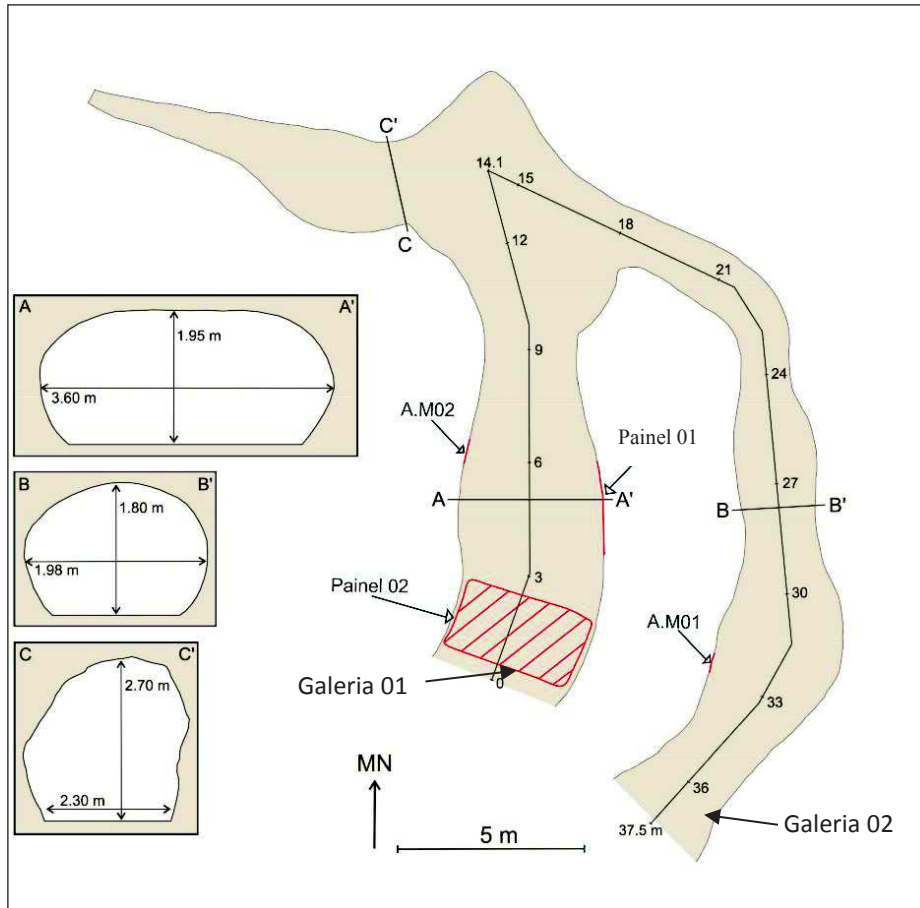 C'
14.1
15
12
C
18
21
A
A'
1.95 m
3.60 m
9
24
A.M02
Painel 01
6
A
A'
27
B
B'
B
B'
1.80 m
1.98 m
3
Painel 02
30
A.M01
C
C'
2.70 m
2.30 m
0
Galeria 01
33
MN
36
5 m
37.5 m
Galeria 02